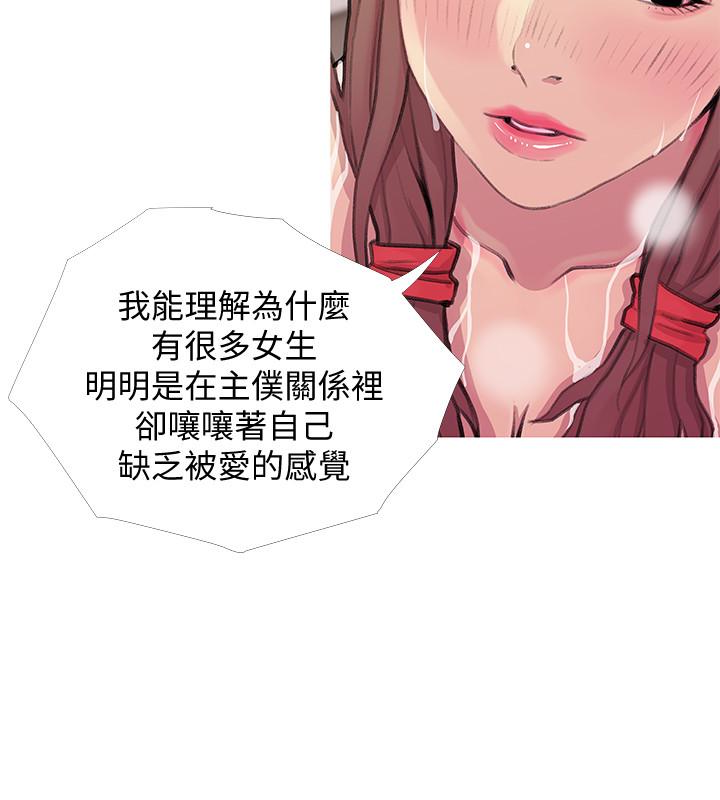 我能理解為什麼
有很多女生
明明是在主僕關係裡
卻嚷嚷著自己
缺乏被愛的感覺